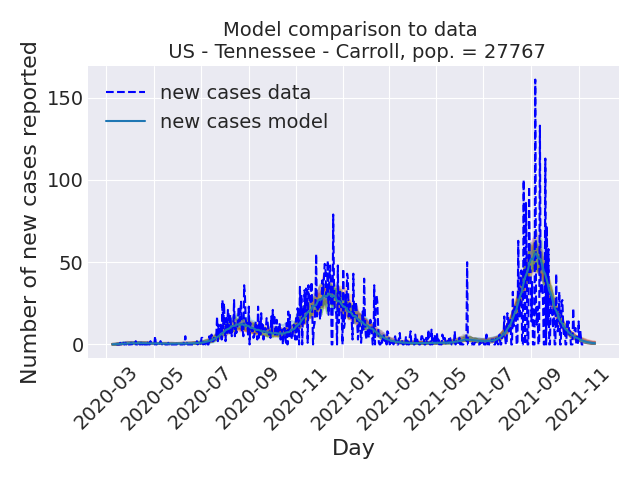 Model comparison to data
US - Tennessee - Carroll, pop. = 27767
Number of new cases reported
150
100
50
0
new cases data
new cases model
2020-03
2020-05
2020-07
2020-09
2020-11
2021-01
2021-03
2021-05
2021-07
2021-09
2021-11
Day